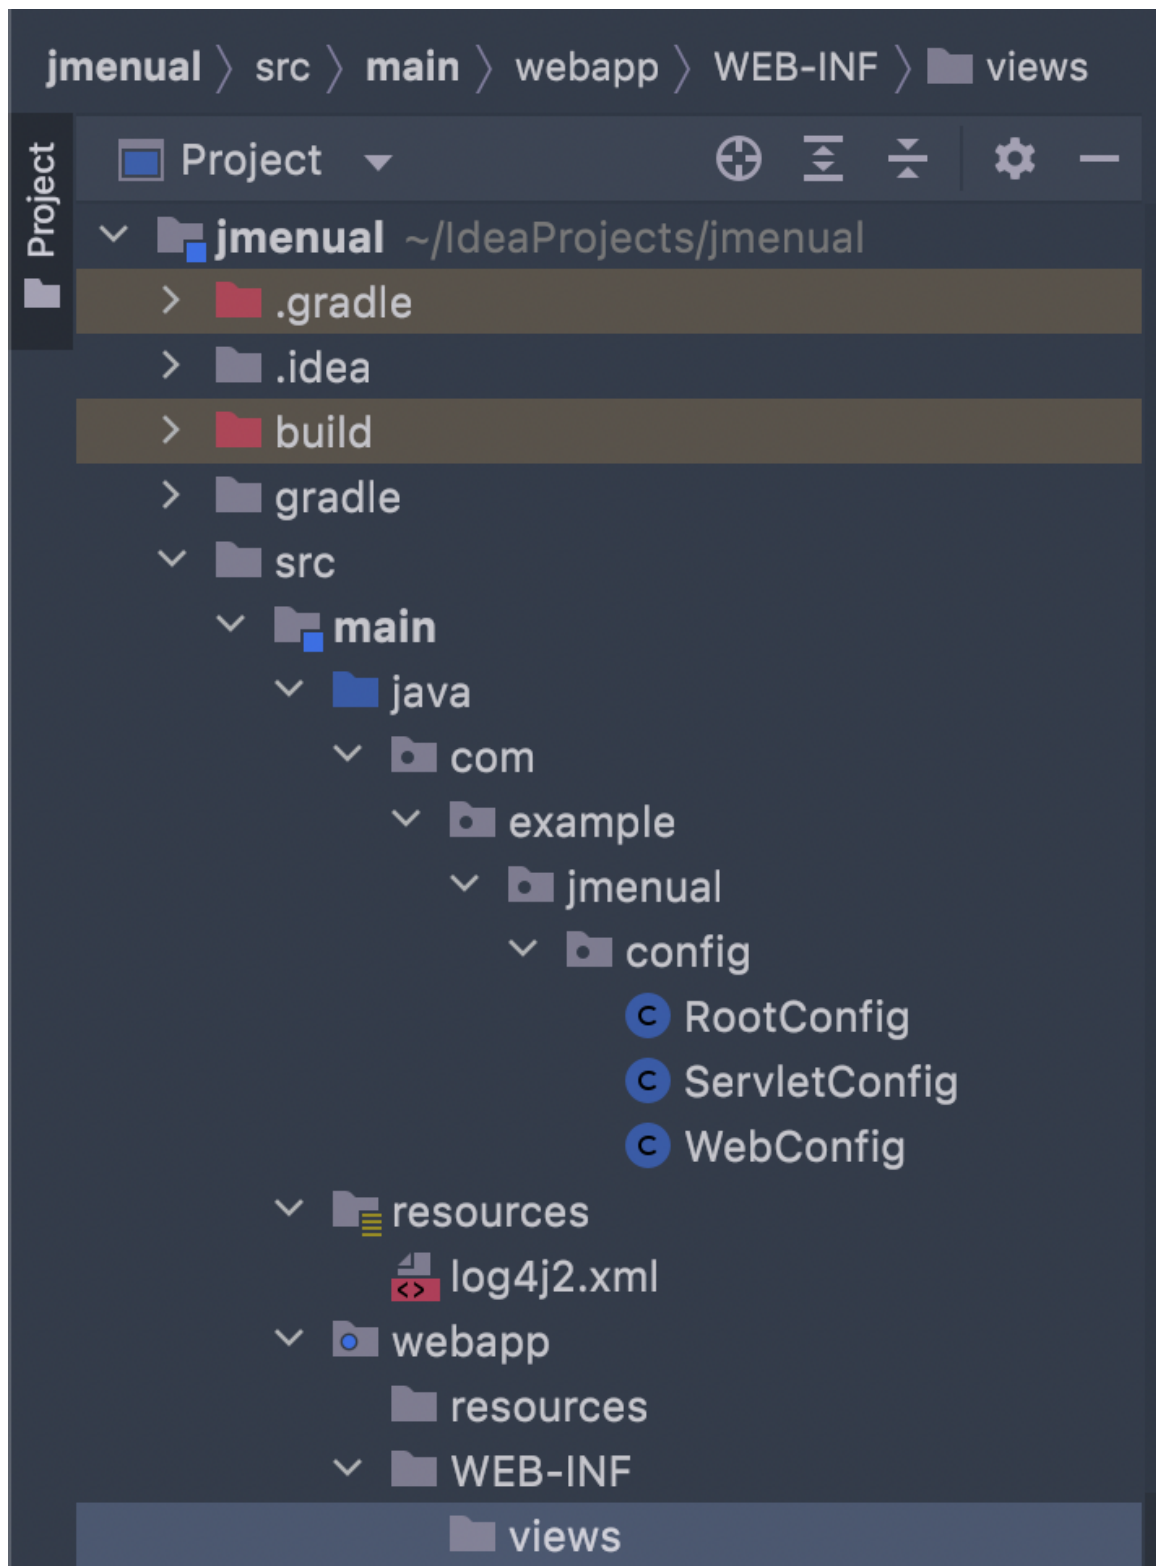 jmenual 〉 src 〉 main 〉 webapp 〉 WEB-INF 〉 views
Project
Project
jmenual ~/IdeaProjects/jmenual
.gradle
.idea
build
gradle
src
main
java
com
example
jmenual
config
C RootConfig
C ServletConfig
C WebConfig
resources
<> log4j2.xml
webapp
resources
WEB-INF
views